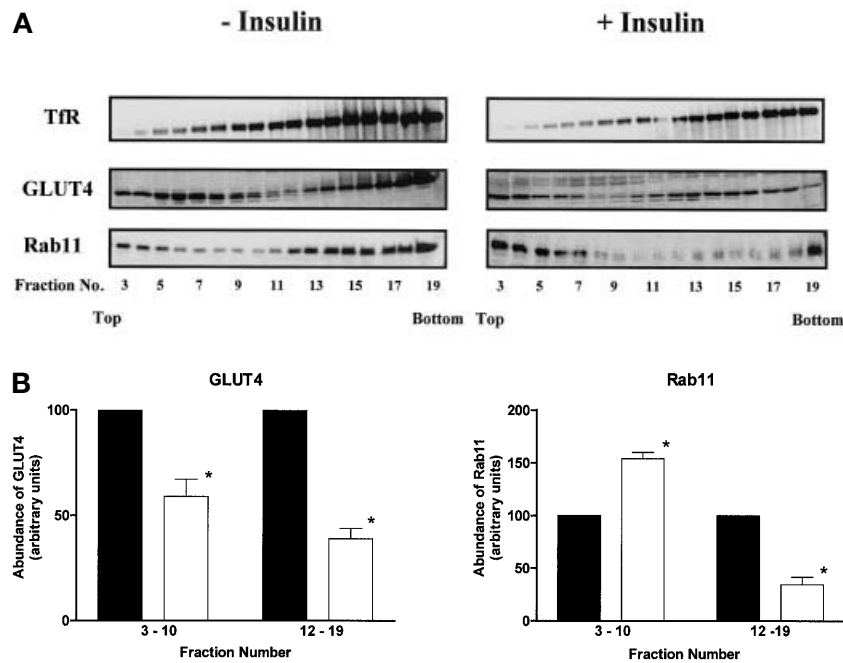 A
- Insulin
+ Insulin
TfR
GLUT4
Rab11
Fraction No. 3 5 7 9 11 13 15 17 19 3 5 7 9 11 13 15 17 19
Top Bottom Top Bottom
B
GLUT4
Abundance of GLUT4
(arbitrary units)
100
50
0
*
*
3 - 10 12 - 19
Fraction Number
Rab11
Abundance of Rab11
(arbitrary units)
200
150
100
50
0
*
*
3 - 10 12 -19
Fraction Number